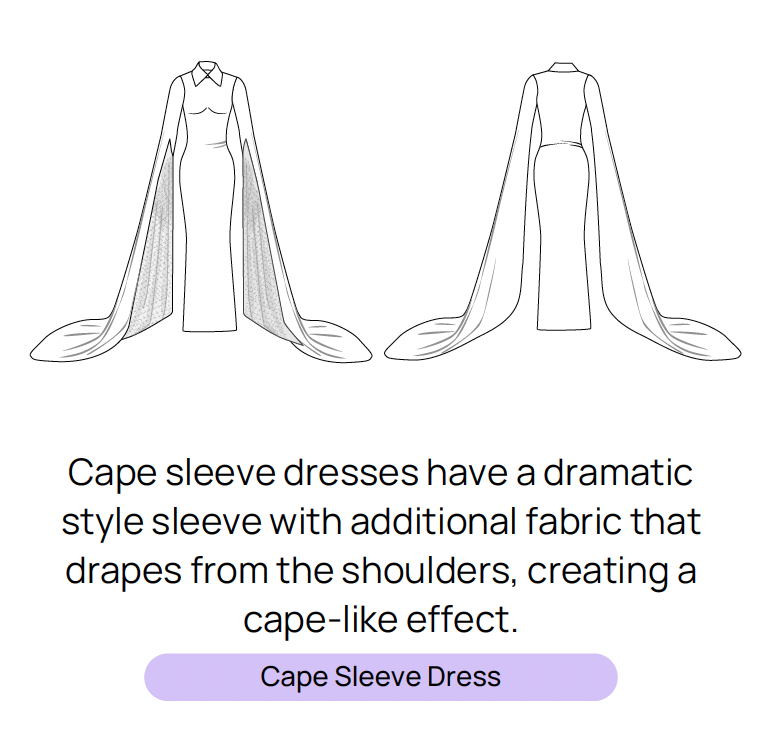 Cape sleeve dresses have a dramatic
style sleeve with additional fabric that
drapes from the shoulders, creating a
cape-like effect.
Cape Sleeve Dress